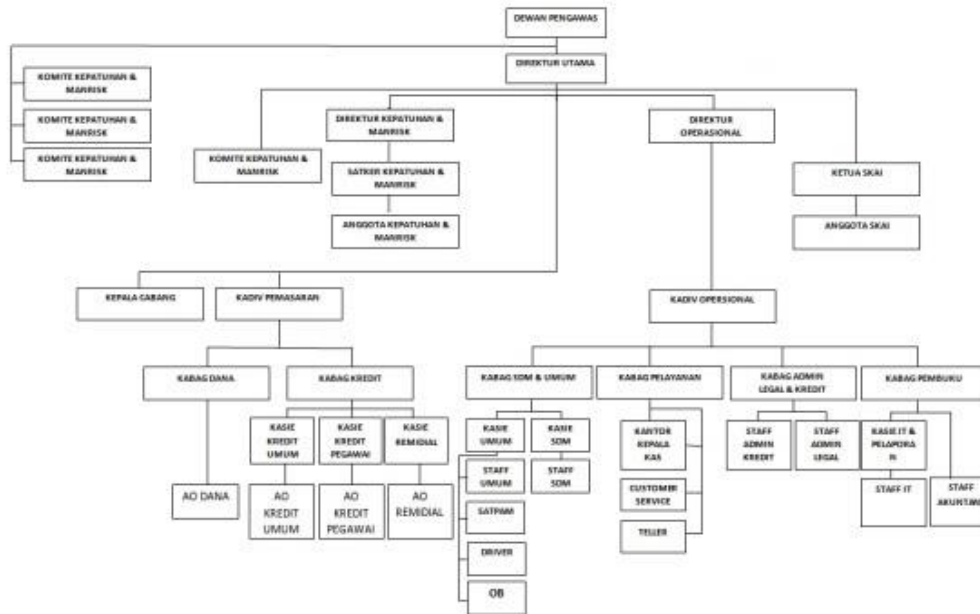 DEWAN PENGAWAS
DIREKTUR UTAMA
KOMITE KEPATUHAN &
MANRISK
KOMITE KEPATUHAN &
MANRISK
KOMITE KEPATUHAN &
MANRISK
KOMITE KEPATUHAN &
MANRISK
DIREKTUR KEPATUHAN &
MANRISK
SATKER KEPATUHAN &
MANRISK
ANGGOTA KEPATUHAN &
MANRISK
DIREKTUR
OPERASIONAL
KETUA SKAI
ANGGOTA SKAI
KEPALA CABANG
KADIV PEMASARAN
KADIV OPERSIONAL
KABAG DANA
KABAG KREDIT
KABAG SDM & UMUM
KABAG PELAYANAN
KABAG ADMIN
LEGAL & KREDIT
KABAG PEMBUKU
KASIE
KREDIT
UMUM
KASIE
KREDIT
PEGAWAI
KASIE
REMIDIAL
KASIE
UMUM
KASIE
SDM
KANTOR
KEPALA
KAS
STAFF
ADMIN
KREDIT
STAFF
ADMIN
LEGAL
KASIE IT &
PELAPORA
N
AO DANA
AO
KREDIT
UMUM
AO
KREDIT
PEGAWAI
AO
REMIDIAL
STAFF
UMUM
STAFF
SDM
SATPAM
DRIVER
OB
CUSTOMER
SERVICE
TELLER
STAFF IT
STAFF
AKUNTAN